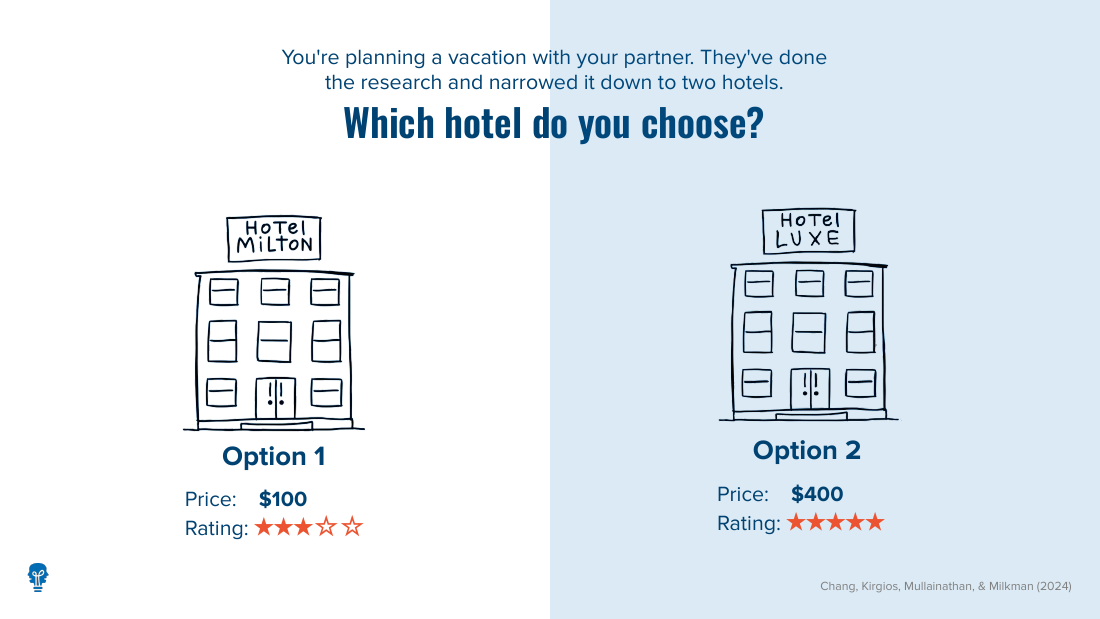 You're planning a vacation with your partner. They've done
the research and narrowed it down to two hotels.
Which hotel do you choose?
HoTel
MiLToN
Option 1
Price: $100
Rating: ★★★☆☆
HoTel
LUXE
Option 2
Price: $400
Rating: ★★★★★
Chang, Kirgios, Mullainathan, & Milkman (2024)